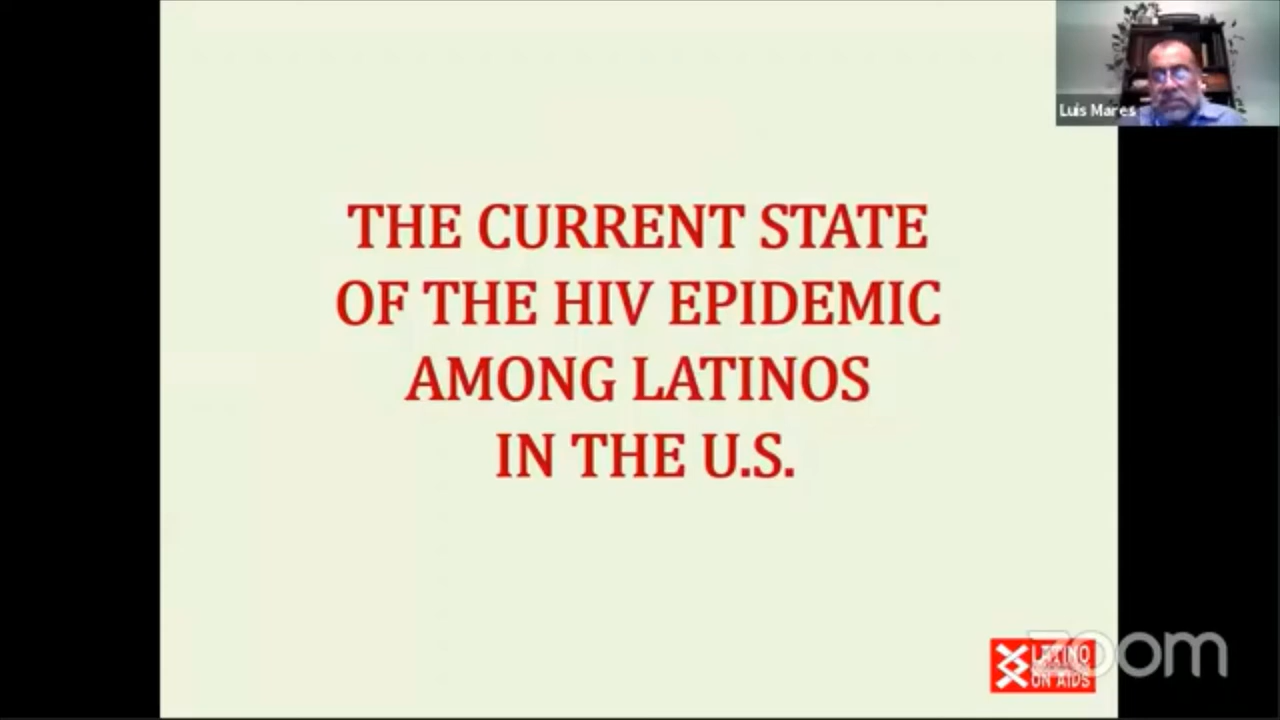 Luis Mares
THE CURRENT STATE
OF THE HIV EPIDEMIC
AMONG LATINOS
IN THE U.S.
LATINO
ON AIDS
zoom